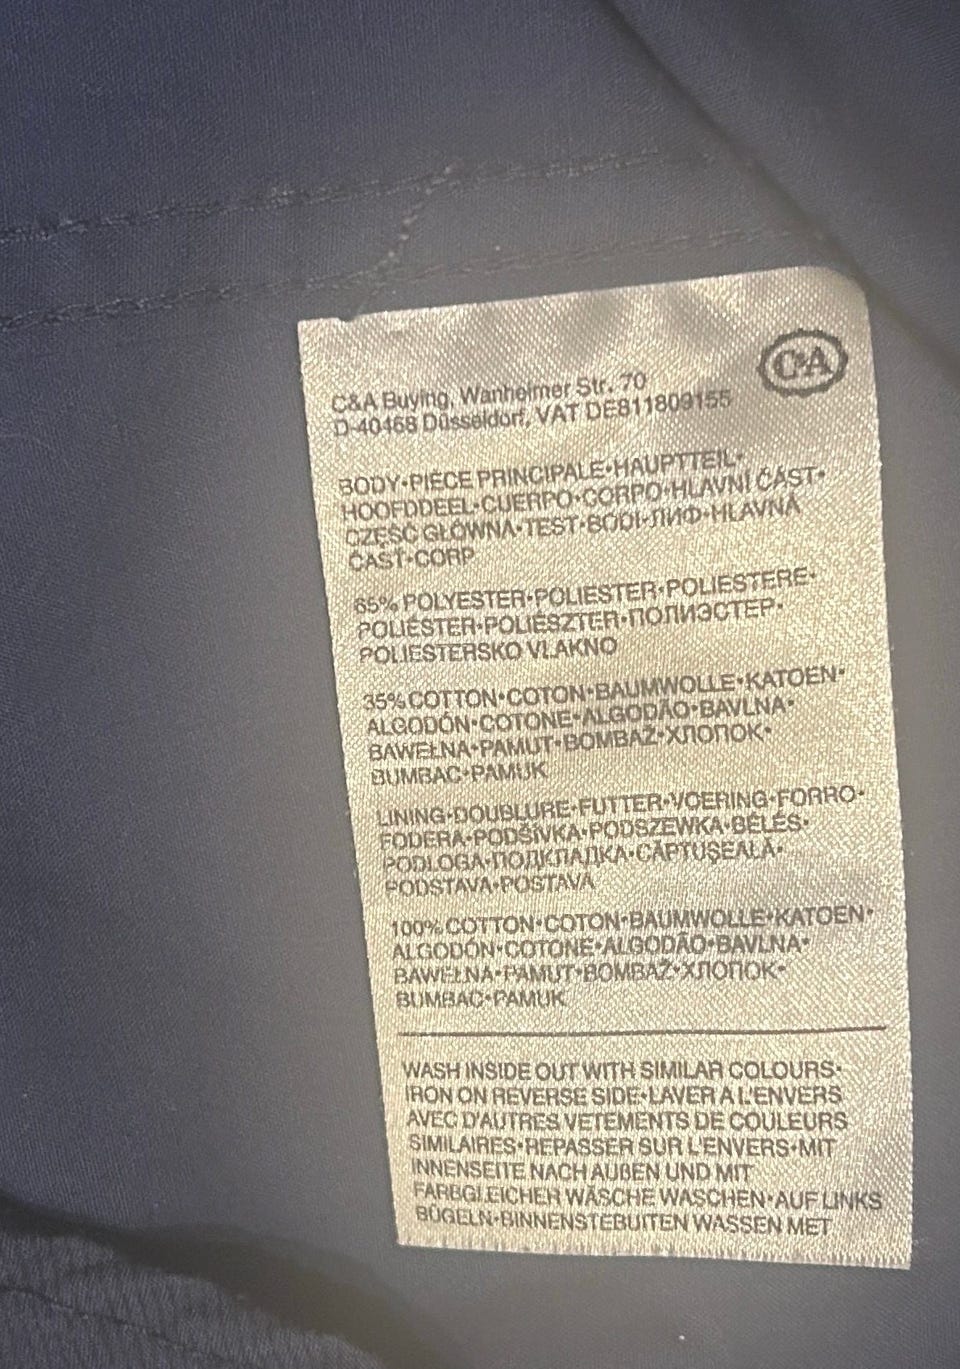 C&A
C&A Buying, Wanheimer Str. 70
D-40468 Düsseldorf, VAT DE811809155
BODY•PIÈCE PRINCIPALE•HAUPTTEIL•
HOOFDDEEL•CUERPO•CORPO•HLAVNÍ ČÁST•
CZĘŚĆ GŁÓWNA•TEST•BODI•ЛИФ•HLAVNÁ
ČASŤ•CORP
65% POLYESTER•POLIESTER•POLIESTERE•
POLIÉSTER•POLIÉSZTER•ПОЛИЭСТЕР•
POLIESTERSKO VLAKNO
35% COTTON•COTON•BAUMWOLLE•KATOEN•
ALGODÓN•COTONE•ALGODÃO•BAVLNA•
BAWEŁNA•PAMUT•BOMBAŽ•ХЛОПОК•
BUMBAC•PAMUK
LINING•DOUBLURE•FUTTER•VOERING•FORRO•
FODERA•PODŠÍVKA•PODSZEWKA•BÉLÉS•
PODLOGA•ПОДКЛАДКА•CĂPTUŞEALĂ•
PODSTAVA•POSTAVA
100% COTTON•COTON•BAUMWOLLE•KATOEN•
ALGODÓN•COTONE•ALGODÃO•BAVLNA•
BAWEŁNA•PAMUT•BOMBAŽ•ХЛОПОК•
BUMBAC•PAMUK
WASH INSIDE OUT WITH SIMILAR COLOURS•
IRON ON REVERSE SIDE•LAVER A L'ENVERS
AVEC D'AUTRES VETEMENTS DE COULEURS
SIMILAIRES•REPASSER SUR L'ENVERS•MIT
INNENSEITE NACH AUßEN UND MIT
FARBGLEICHER WÄSCHE WASCHEN•AUF LINKS
BÜGELN•BINNENSTEBUITEN WASSEN MET